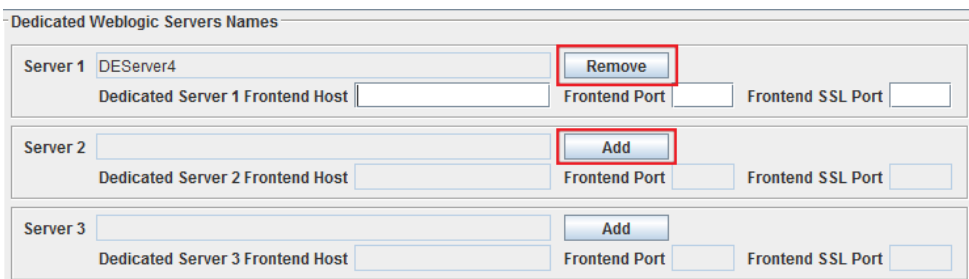 Dedicated Weblogic Servers Names
Server 1 DEServer4 Remove
Dedicated Server 1 Frontend Host Frontend Port Frontend SSL Port
Server 2 Add
Dedicated Server 2 Frontend Host Frontend Port Frontend SSL Port
Server 3 Add
Dedicated Server 3 Frontend Host Frontend Port Frontend SSL Port